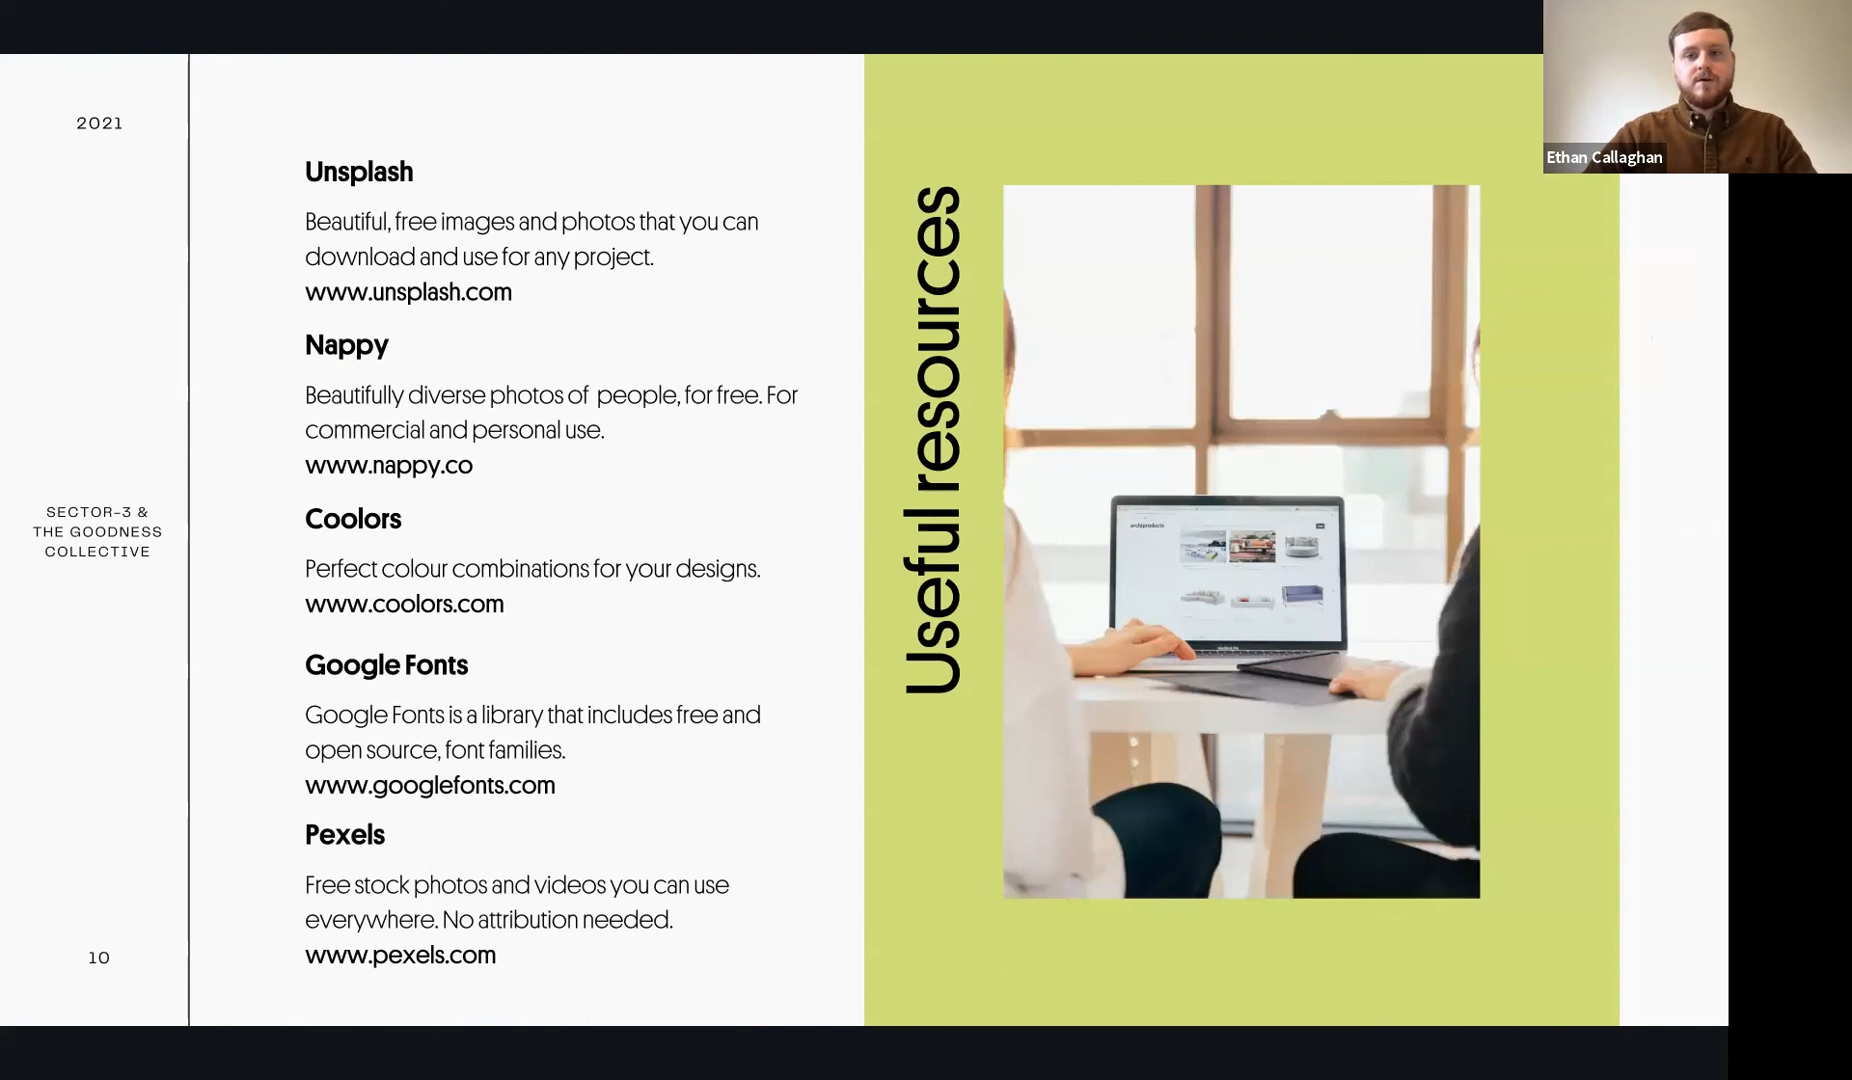 2021
SECTOR-3 &
THE GOODNESS
COLLECTIVE
10
Unsplash
Beautiful, free images and photos that you can
download and use for any project.
www.unsplash.com
Nappy
Beautifully diverse photos of people, for free. For
commercial and personal use.
www.nappy.co
Coolors
Perfect colour combinations for your designs.
www.coolors.com
Google Fonts
Google Fonts is a library that includes free and
open source, font families.
www.googlefonts.com
Pexels
Free stock photos and videos you can use
everywhere. No attribution needed.
www.pexels.com
Useful resources
archiproducts
Ethan Callaghan